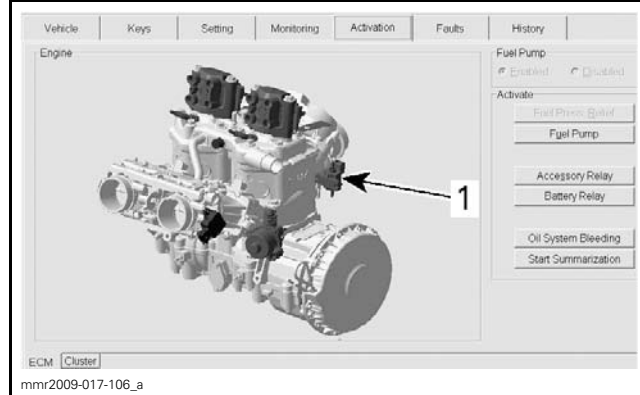 Vehicle Keys Setting Monitoring Activation Faults History
Engine
Fuel Pump
Enabled Disabled
Activate
Fuel Press. Relief
Fuel Pump
1
Accessory Relay
Battery Relay
Oil System Bleeding
Start Summarization
ECM Cluster
mmr2009-017-106_a